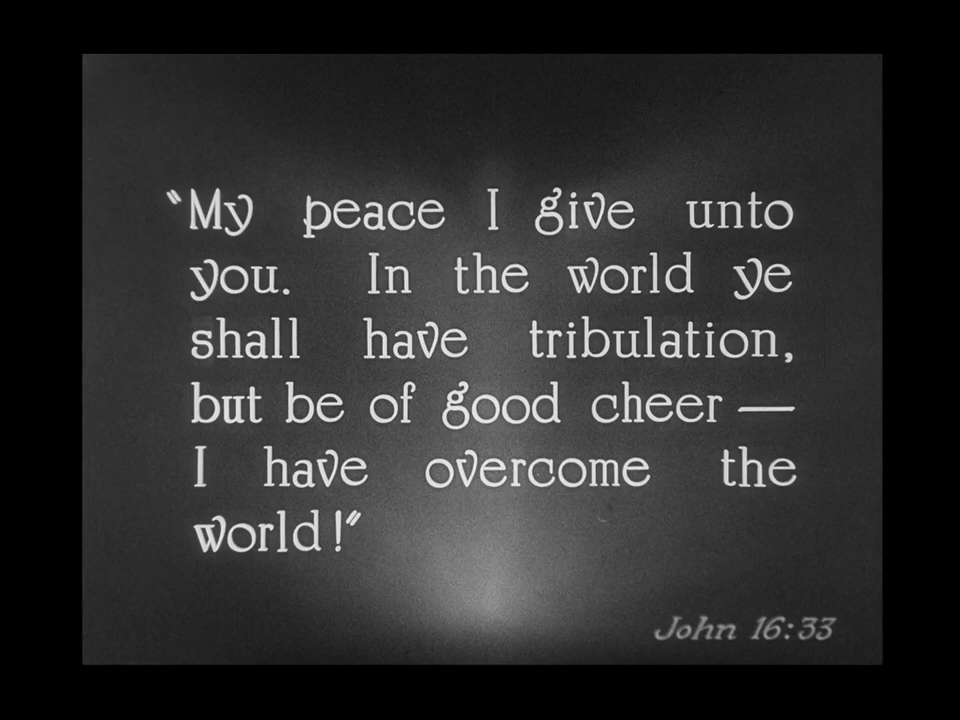 "My peace I give unto
you. In the world ye
shall have tribulation,
but be of good cheer —
I have overcome the
world!"
John 16:33